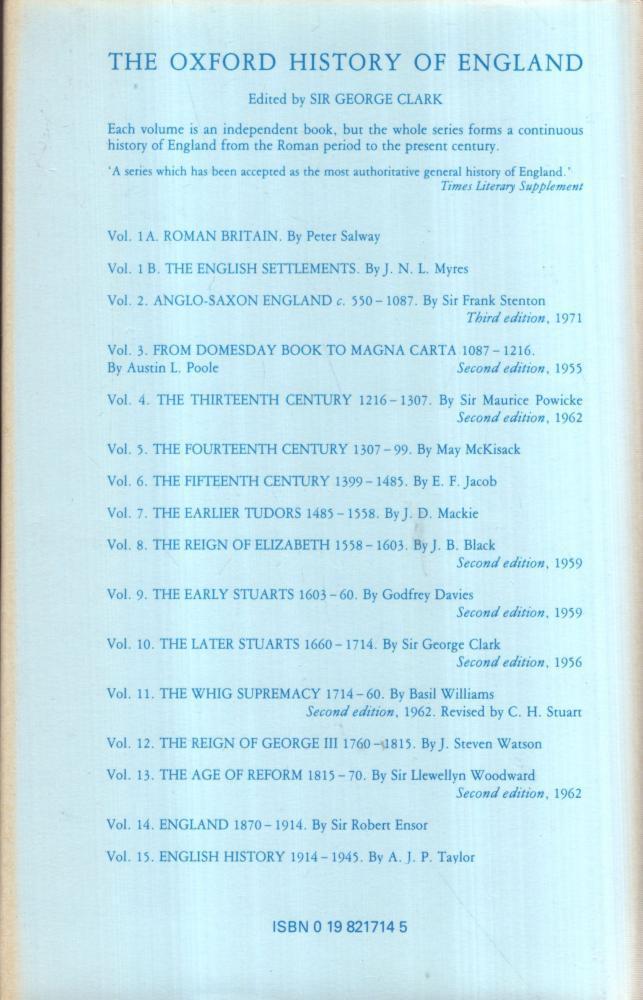 THE OXFORD HISTORY OF ENGLAND
Edited by SIR GEORGE CLARK
Each volume is an independent book, but the whole series forms a continuous
history of England from the Roman period to the present century.
'A series which has been accepted as the most authoritative general history of England.'
Times Literary Supplement
Vol. 1A. ROMAN BRITAIN. By Peter Salway
Vol. 1B. THE ENGLISH SETTLEMENTS. By J. N. L. Myres
Vol. 2. ANGLO-SAXON ENGLAND c. 550–1087. By Sir Frank Stenton
Third edition, 1971
Vol. 3. FROM DOMESDAY BOOK TO MAGNA CARTA 1087–1216.
By Austin L. Poole Second edition, 1955
Vol. 4. THE THIRTEENTH CENTURY 1216–1307. By Sir Maurice Powicke
Second edition, 1962
Vol. 5. THE FOURTEENTH CENTURY 1307–99. By May McKisack
Vol. 6. THE FIFTEENTH CENTURY 1399–1485. By E. F. Jacob
Vol. 7. THE EARLIER TUDORS 1485–1558. By J. D. Mackie
Vol. 8. THE REIGN OF ELIZABETH 1558–1603. By J. B. Black
Second edition, 1959
Vol. 9. THE EARLY STUARTS 1603–60. By Godfrey Davies
Second edition, 1959
Vol. 10. THE LATER STUARTS 1660–1714. By Sir George Clark
Second edition, 1956
Vol. 11. THE WHIG SUPREMACY 1714–60. By Basil Williams
Second edition, 1962. Revised by C. H. Stuart
Vol. 12. THE REIGN OF GEORGE III 1760–1815. By J. Steven Watson
Vol. 13. THE AGE OF REFORM 1815–70. By Sir Llewellyn Woodward
Second edition, 1962
Vol. 14. ENGLAND 1870–1914. By Sir Robert Ensor
Vol. 15. ENGLISH HISTORY 1914–1945. By A. J. P. Taylor
ISBN 0 19 821714 5